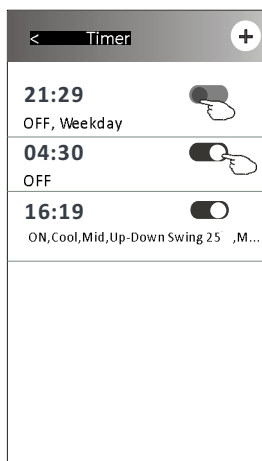 < Timer +
21:29
OFF, Weekday
04:30
OFF
16:19
ON,Cool,Mid,Up-Down Swing 25 ,M...